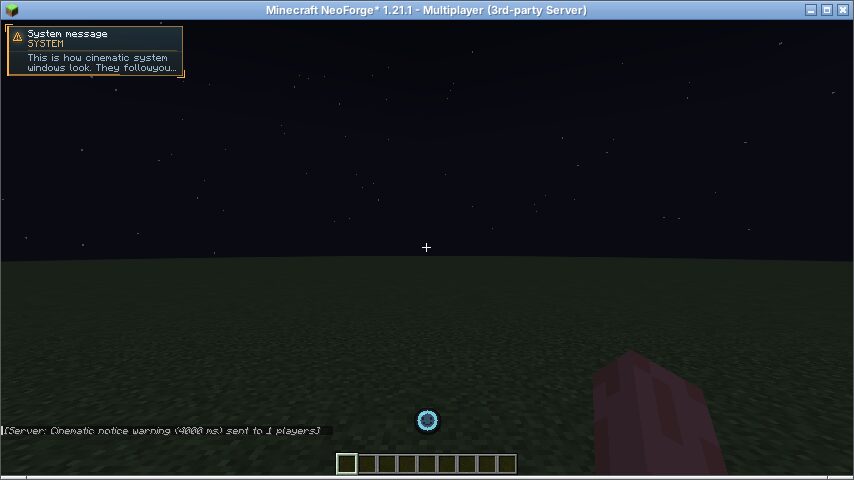 Minecraft NeoForge* 1.21.1 - Multiplayer (3rd-party Server)
System message
SYSTEM
This is how cinematic system
windows look. They followyou...
[Server: Cinematic notice warning (4000 ms) sent to 1 players]